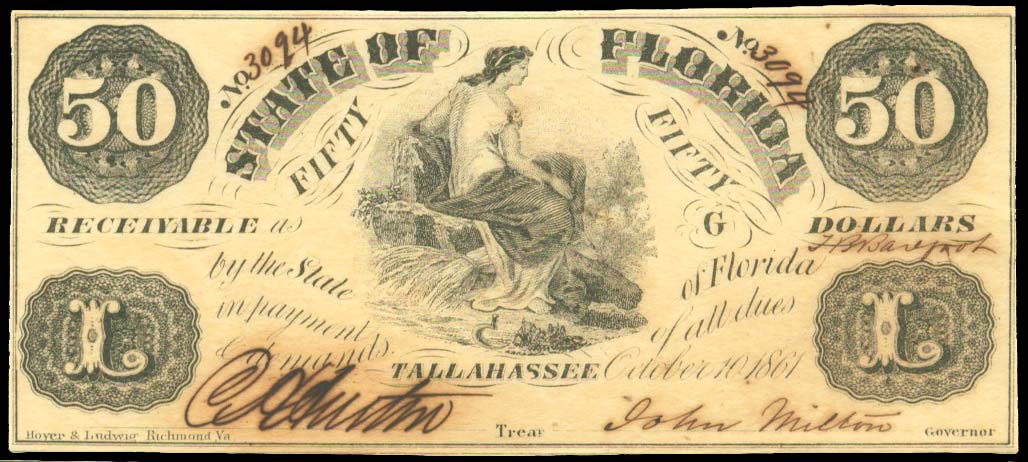 50 No 3094 STATE OF FLORIDA No 3094 50
FIFTY FIFTY
RECEIVABLE as G DOLLARS
by the State of Florida
in payment of all dues
& demands.
L TALLAHASSEE October 10, 1861 L
John Milton
Hoyer & Ludwig Richmond Va Treas Governor